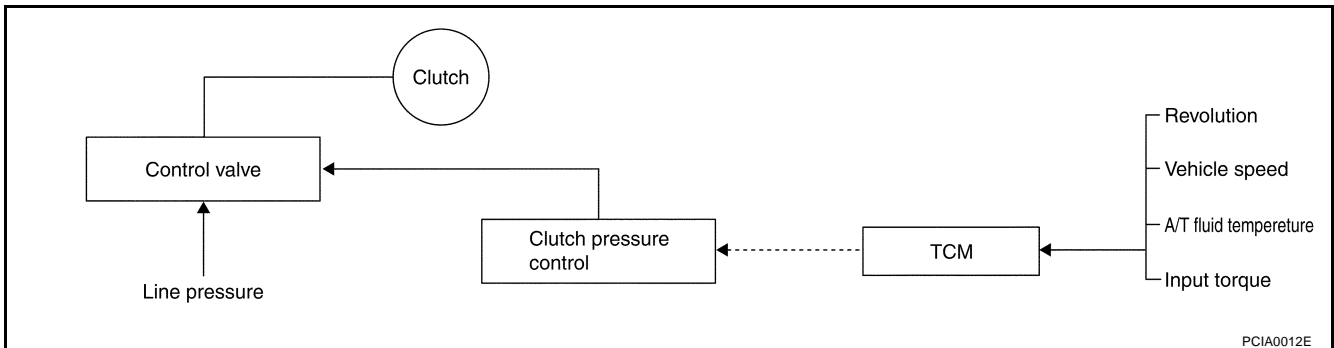 Clutch
Control valve
Line pressure
Clutch pressure
control
TCM
Revolution
Vehicle speed
A/T fluid tempereture
Input torque
PCIA0012E